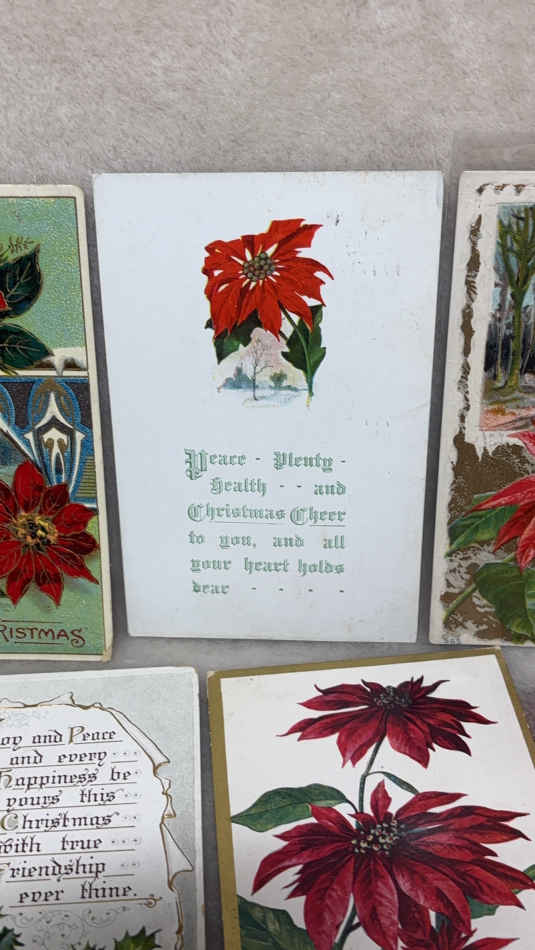 Peace - Plenty -
Health - - and
Christmas Cheer
to you, and all
your heart holds
dear - - - -
RISTMAS
oy and Peace
and every
Happiness be
yours this
Christmas
With true
Friendship
ever thine.